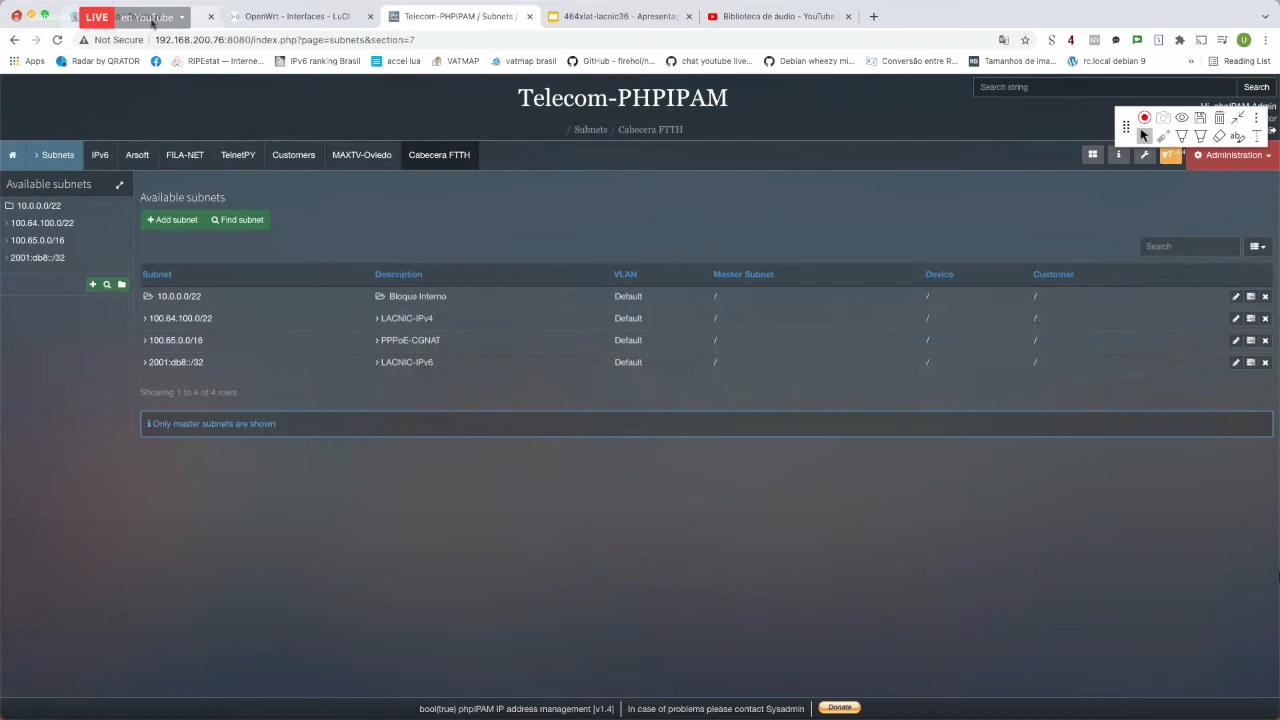 Grabando
LIVE
en YouTube
OpenWrt - Interfaces - LuCI
Telecom-PHPIPAM / Subnets /
464xlat-lacnic36 - Apresentaç
Biblioteca de áudio - YouTube
Not Secure
192.168.200.76:8080/index.php?page=subnets&section=7
Apps
Radar by QRATOR
RIPEstat — Interne...
IPv6 ranking Brasil
accel lua
VATMAP
vatmap brasil
GitHub - firehol/neth...
chat youtube live...
Debian wheezy mi...
Conversão entre R...
Tamanhos de ima...
rc.local debian 9
»
Reading List
Telecom-PHPIPAM
Search string
Search
/ Subnets / Cabecera FTTH
Subnets
IPv6
Arsoft
FILA-NET
TelnetPY
Customers
MAXTV-Oviedo
Cabecera FTTH
Administration
Available subnets
10.0.0.0/22
100.64.100.0/22
100.65.0.0/16
2001:db8::/32
Available subnets
Add subnet
Find subnet
Search
Subnet Description VLAN Master Subnet Device Customer
10.0.0.0/22 Bloque Interno Default / / /
100.64.100.0/22 LACNIC-IPv4 Default / / /
100.65.0.0/16 PPPoE-CGNAT Default / / /
2001:db8::/32 LACNIC-IPv6 Default / / /
Showing 1 to 4 of 4 rows
Only master subnets are shown
bool(true) phpIPAM IP address management [v1.4]
In case of problems please contact Sysadmin
Donate